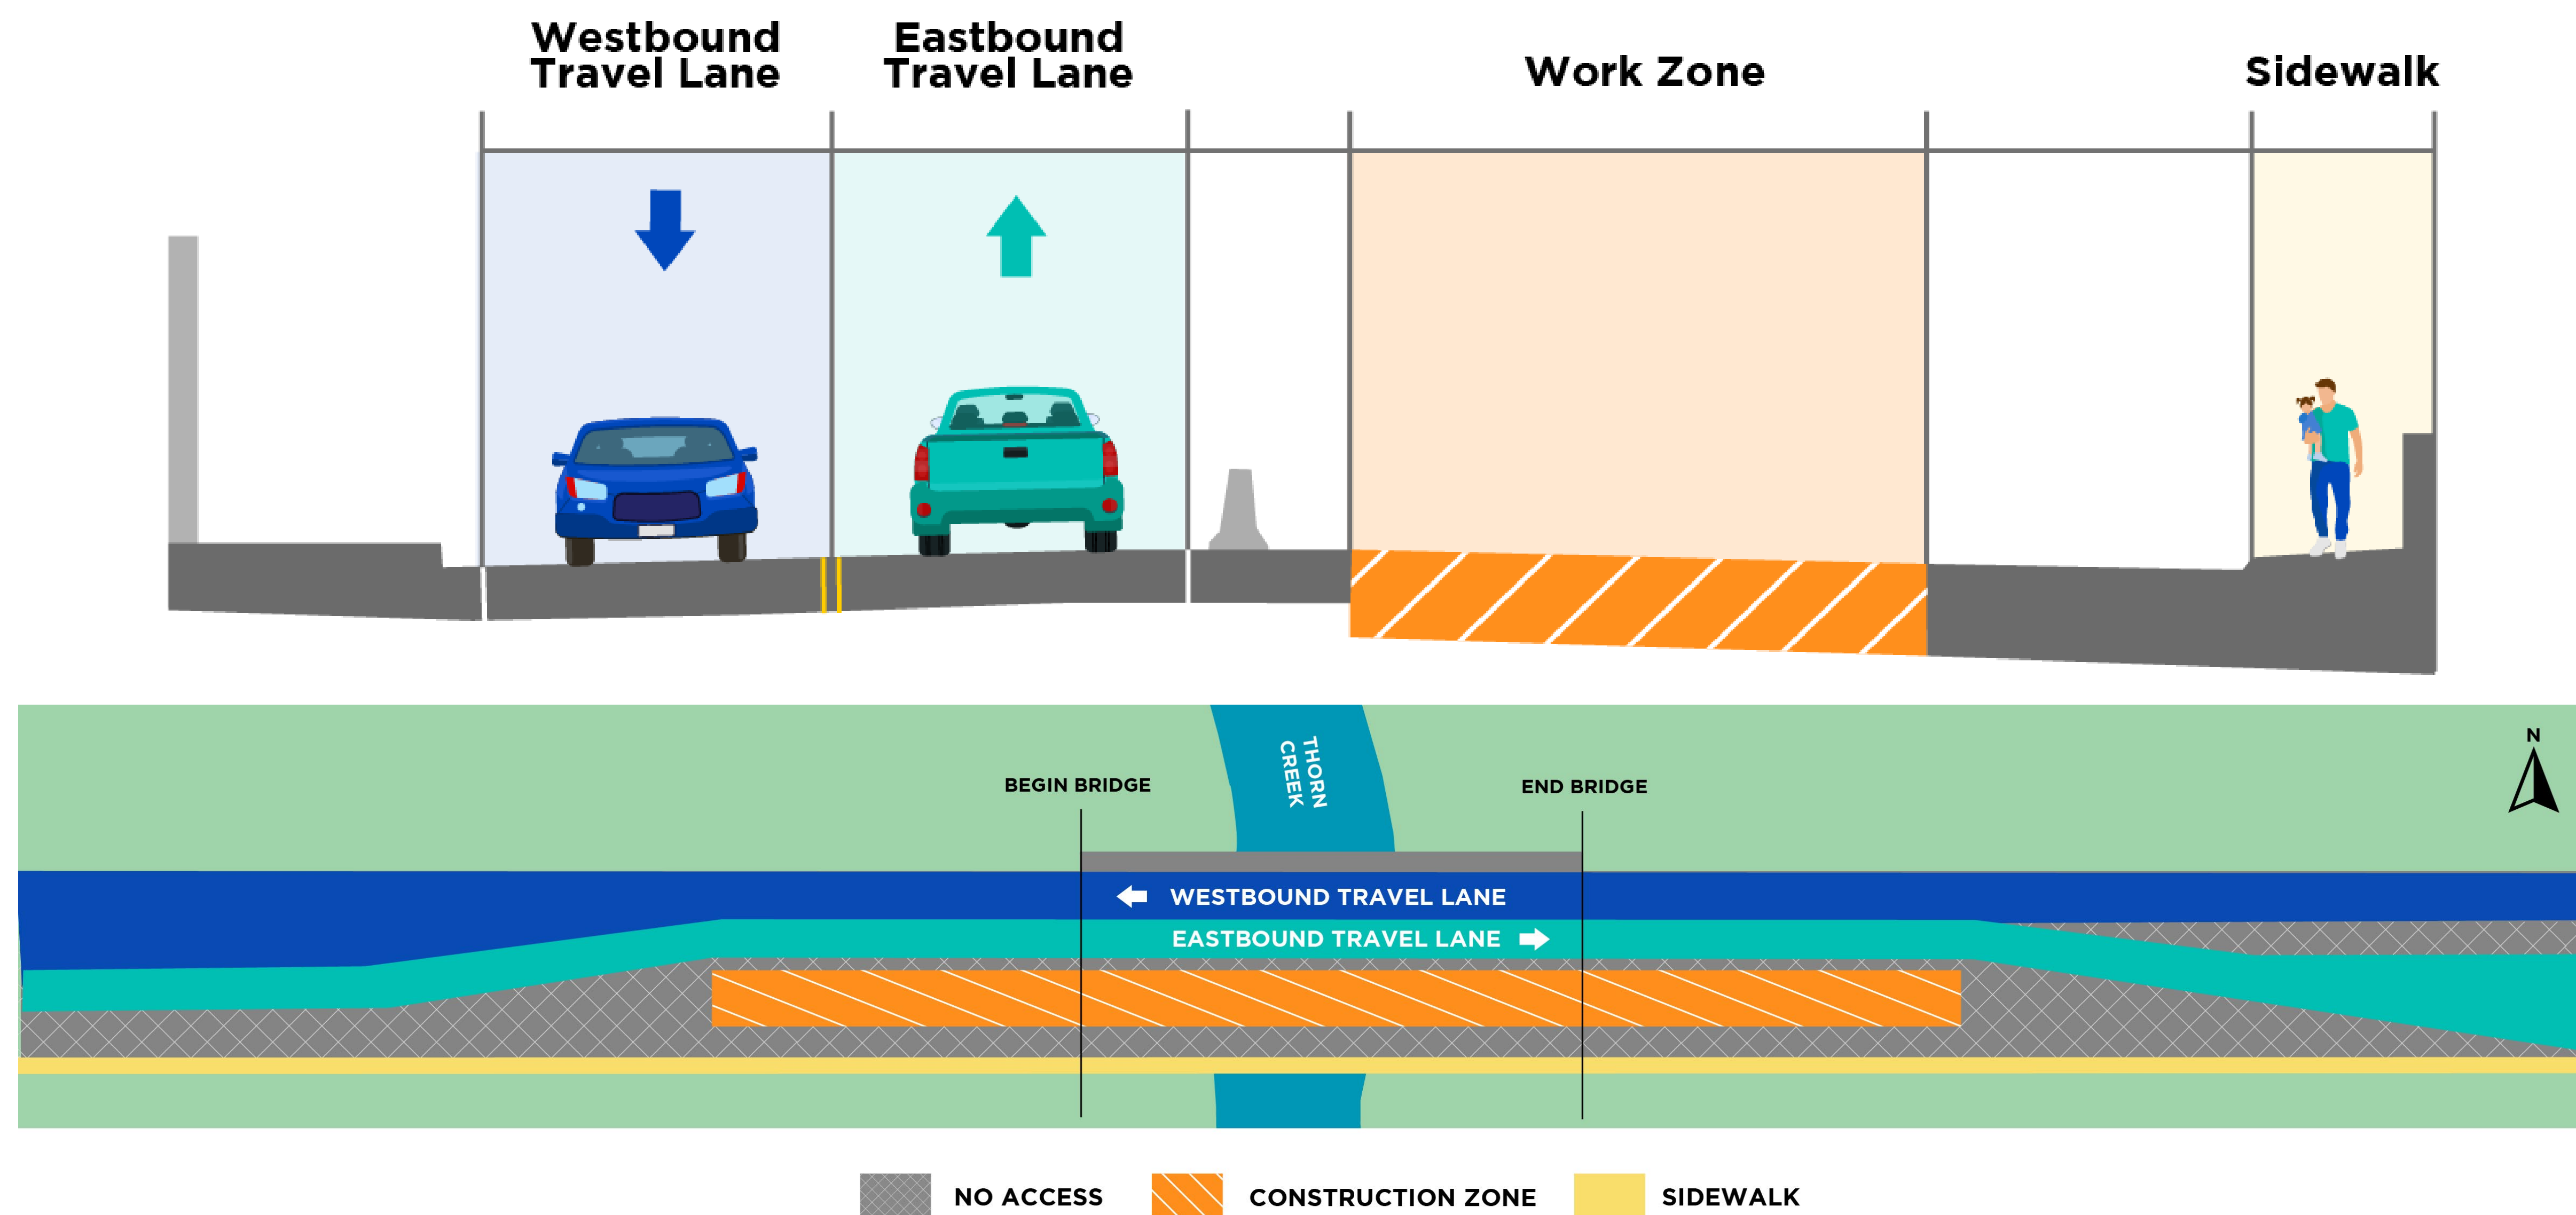 Westbound
Travel Lane
Eastbound
Travel Lane
Work Zone
Sidewalk
N
THORN
CREEK
BEGIN BRIDGE
END BRIDGE
WESTBOUND TRAVEL LANE
EASTBOUND TRAVEL LANE
NO ACCESS
CONSTRUCTION ZONE
SIDEWALK